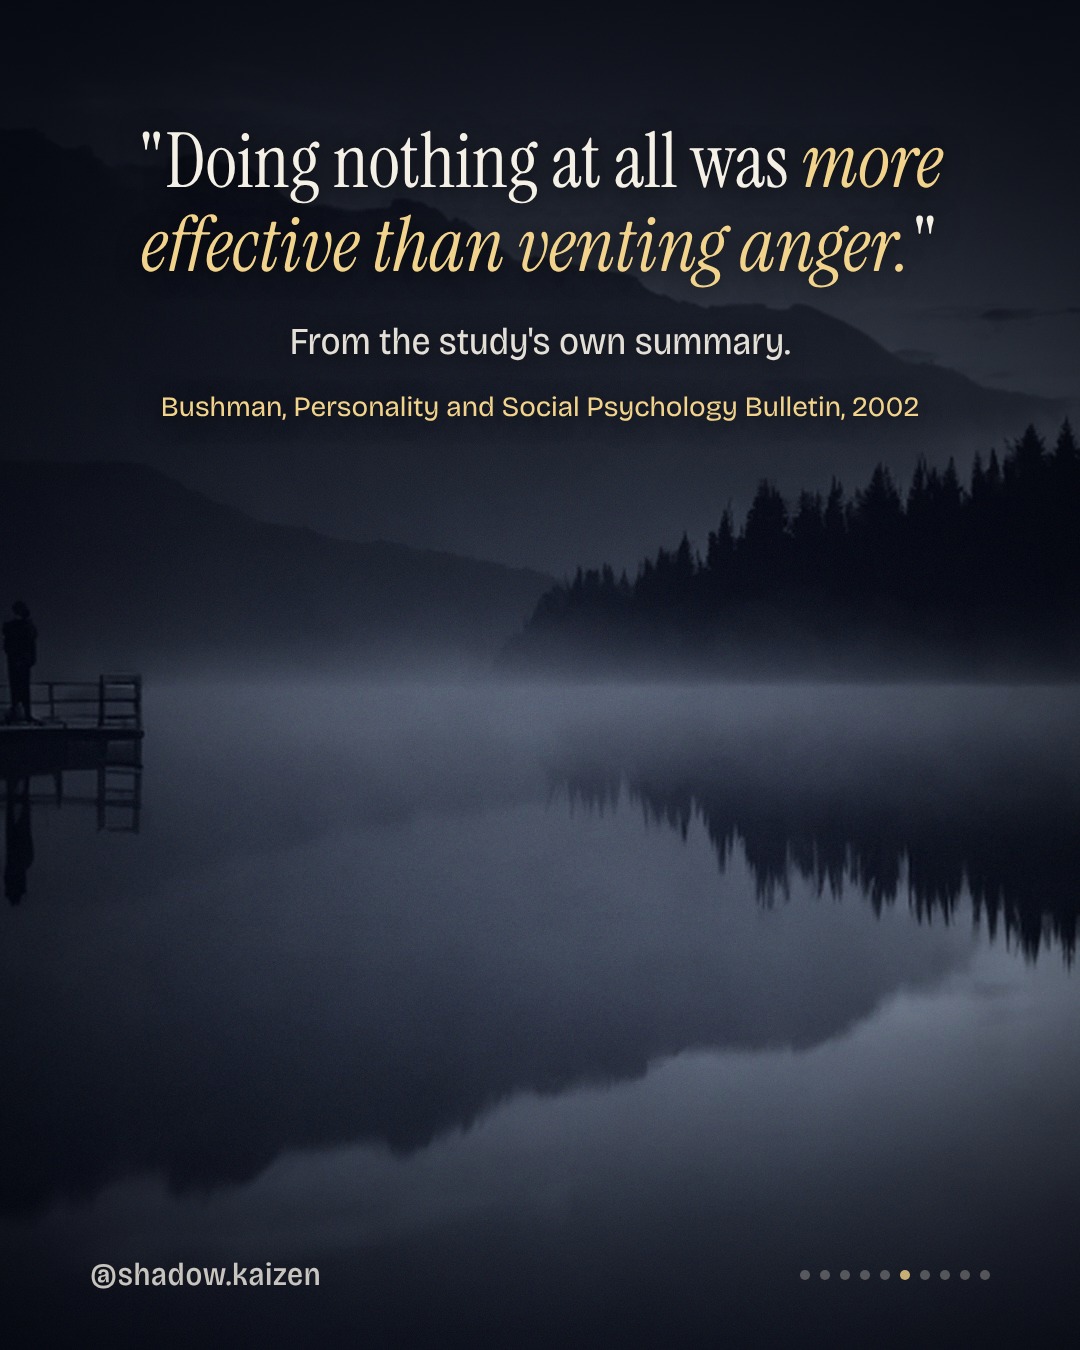 "Doing nothing at all was more
effective than venting anger."
From the study's own summary.
Bushman, Personality and Social Psychology Bulletin, 2002
@shadow.kaizen